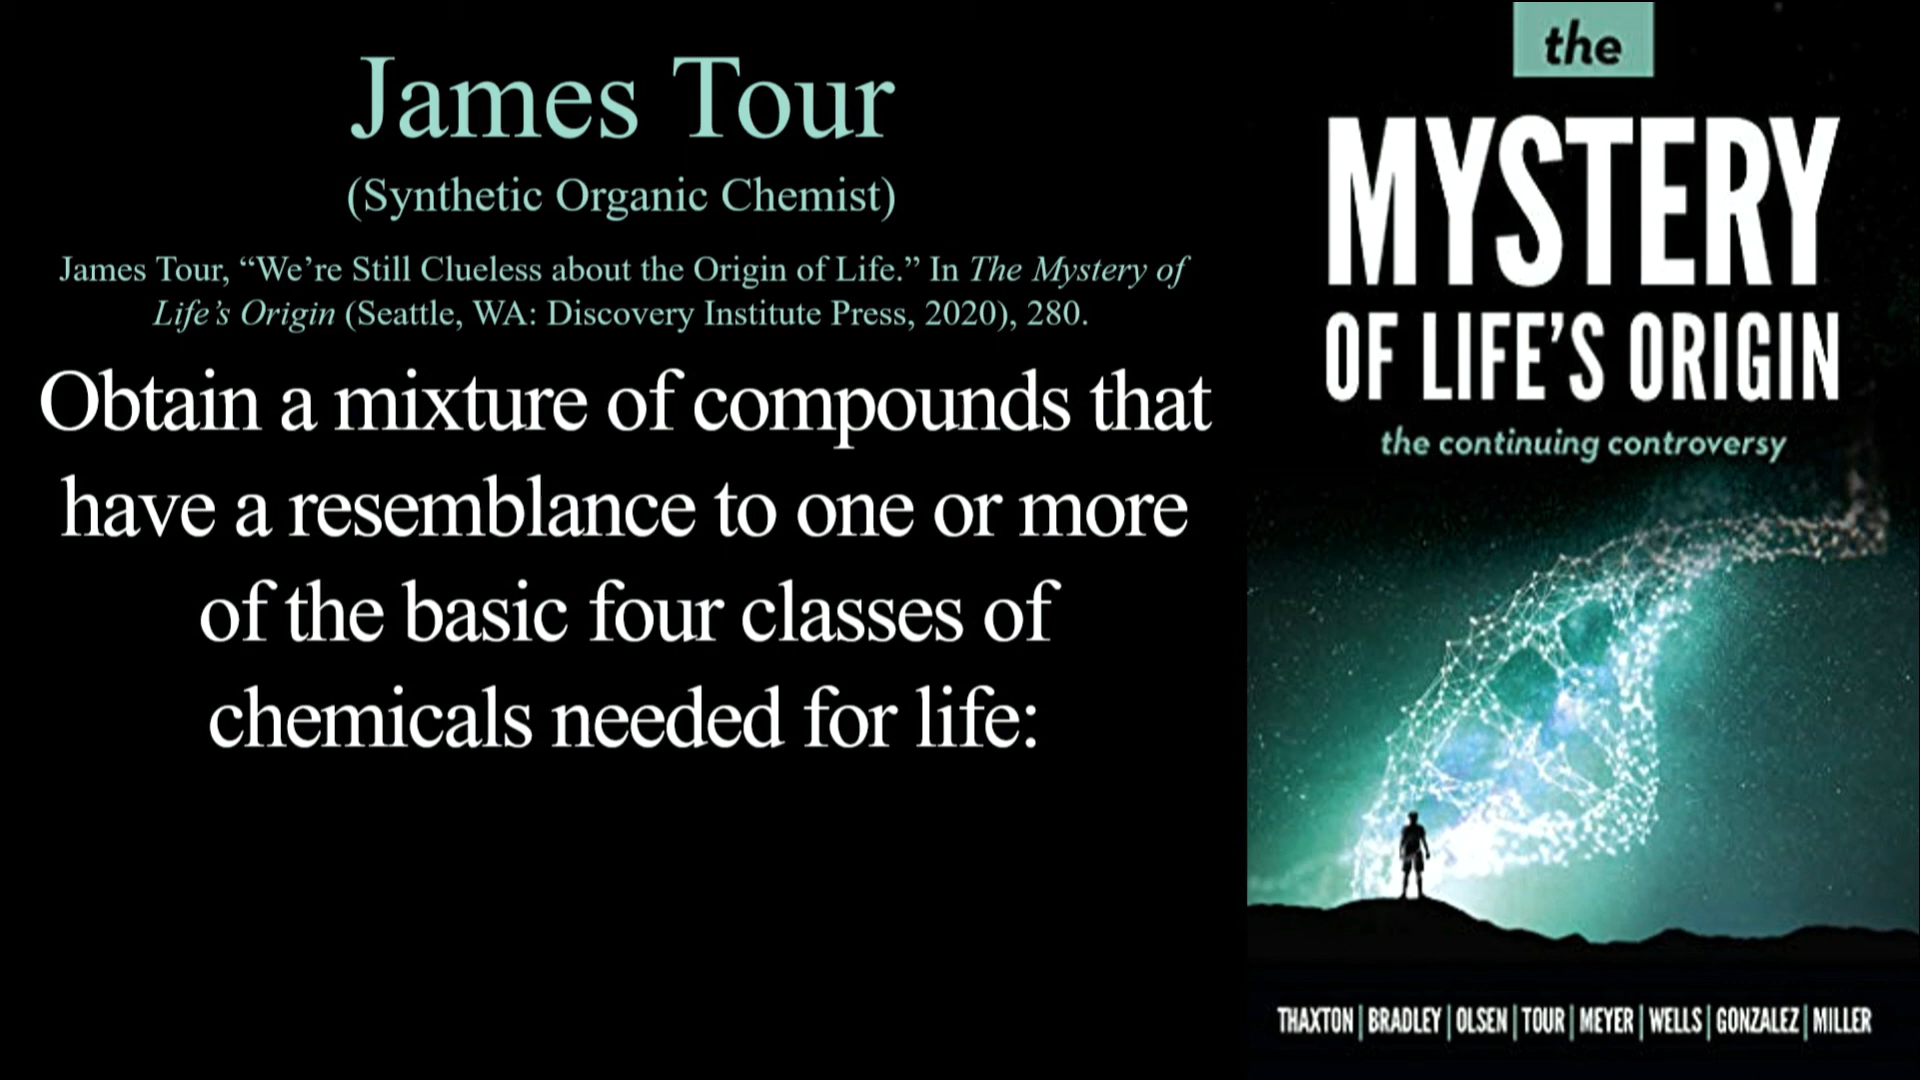 James Tour
(Synthetic Organic Chemist)
James Tour, “We’re Still Clueless about the Origin of Life.” In The Mystery of
Life’s Origin (Seattle, WA: Discovery Institute Press, 2020), 280.
Obtain a mixture of compounds that
have a resemblance to one or more
of the basic four classes of
chemicals needed for life:
the
MYSTERY
OF LIFE’S ORIGIN
the continuing controversy
THAXTON | BRADLEY | OLSEN | TOUR | MEYER | WELLS | GONZALEZ | MILLER